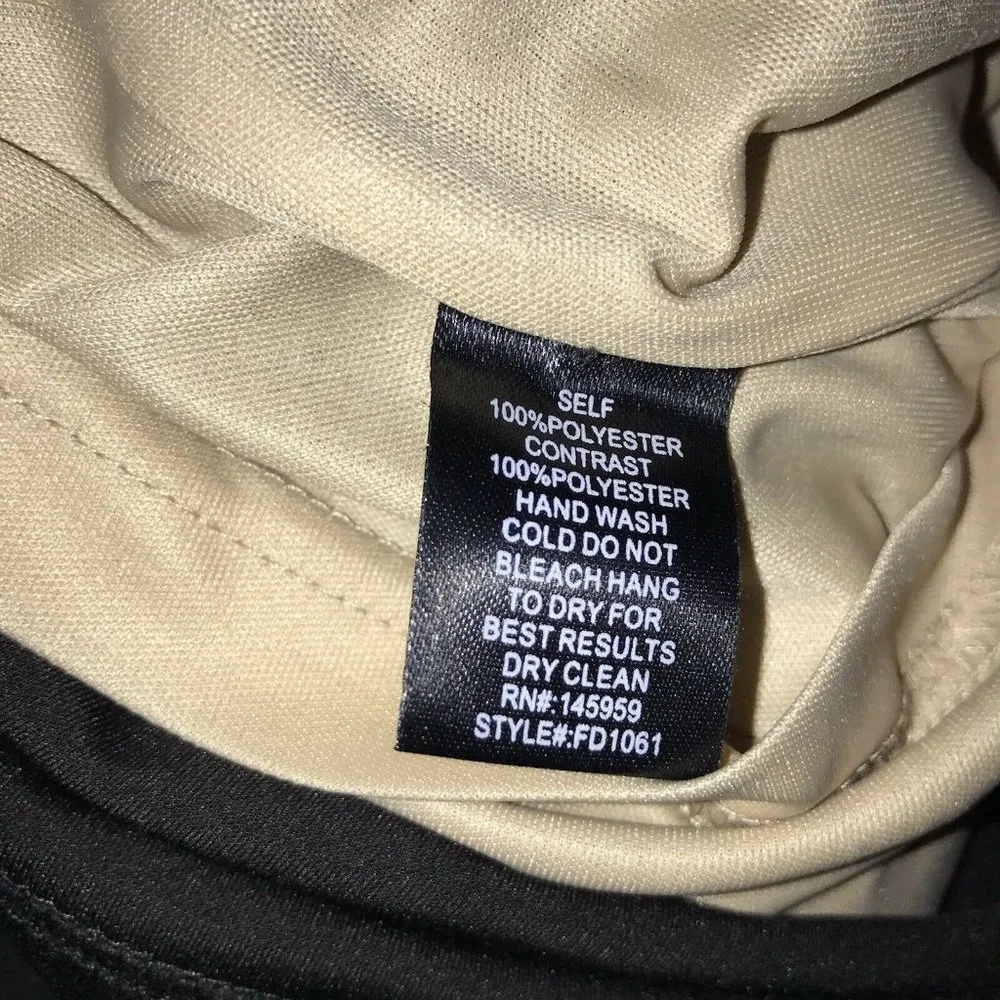 SELF
100%POLYESTER
CONTRAST
100%POLYESTER
HAND WASH
COLD DO NOT
BLEACH HANG
TO DRY FOR
BEST RESULTS
DRY CLEAN
RN#:145959
STYLE#:FD1061